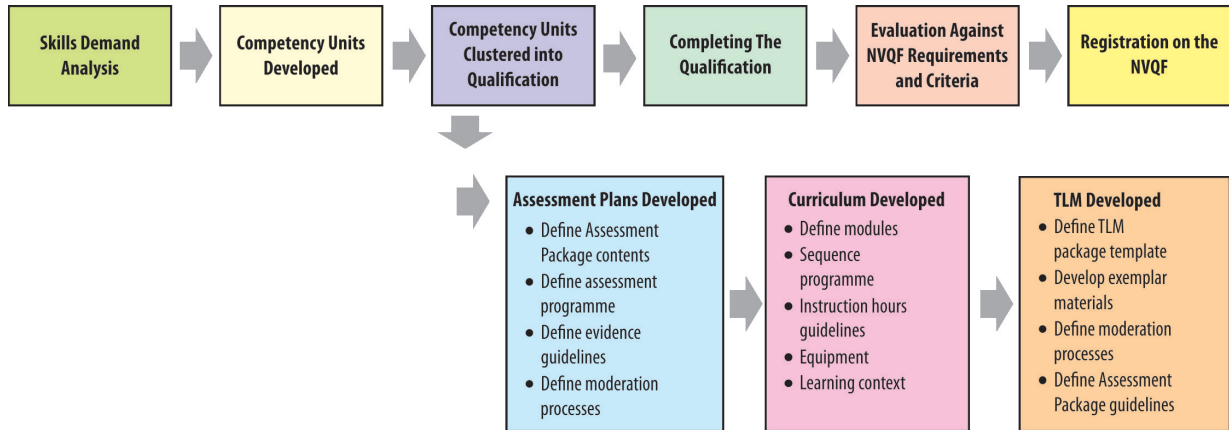 Skills Demand
Analysis
Competency Units
Developed
Competency Units
Clustered into
Qualification
Completing The
Qualification
Evaluation Against
NVQF Requirements
and Criteria
Registration on the
NVQF
Assessment Plans Developed
• Define Assessment
Package contents
• Define assessment
programme
• Define evidence
guidelines
• Define moderation
processes
Curriculum Developed
• Define modules
• Sequence
programme
• Instruction hours
guidelines
• Equipment
• Learning context
TLM Developed
• Define TLM
package template
• Develop exemplar
materials
• Define moderation
processes
• Define Assessment
Package guidelines